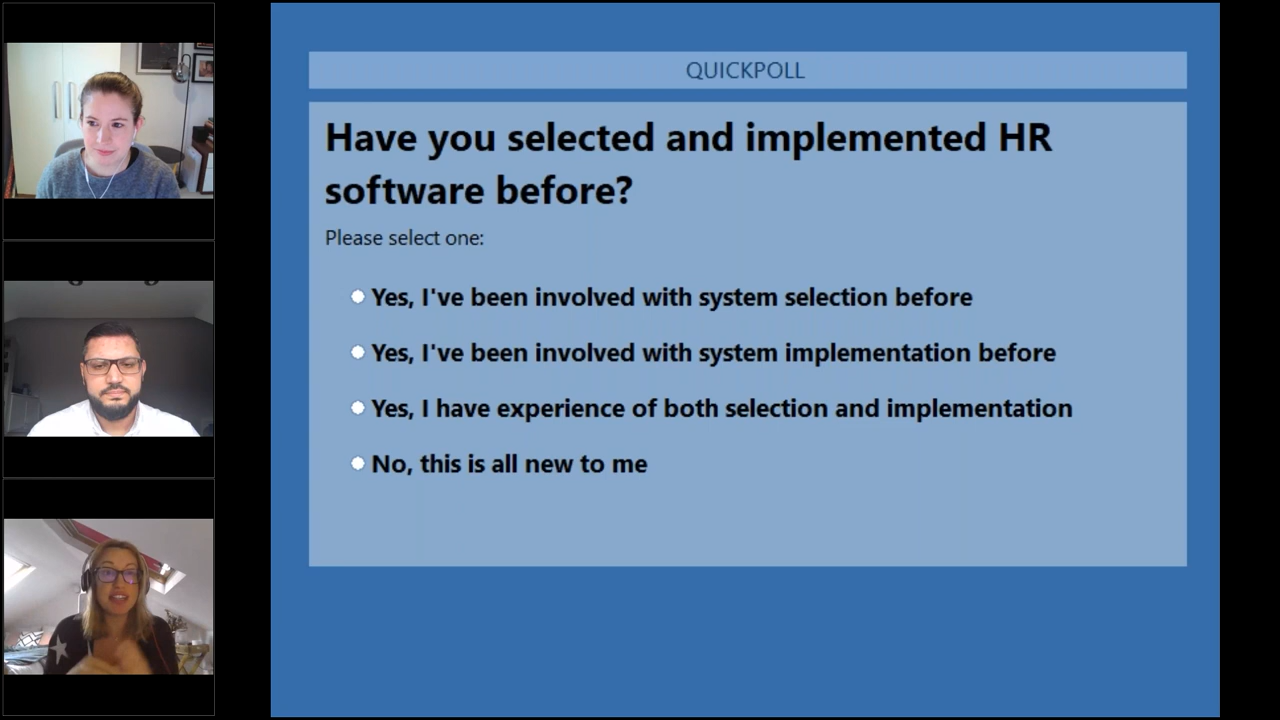 QUICKPOLL
Have you selected and implemented HR
software before?
Please select one:
Yes, I've been involved with system selection before
Yes, I've been involved with system implementation before
Yes, I have experience of both selection and implementation
No, this is all new to me